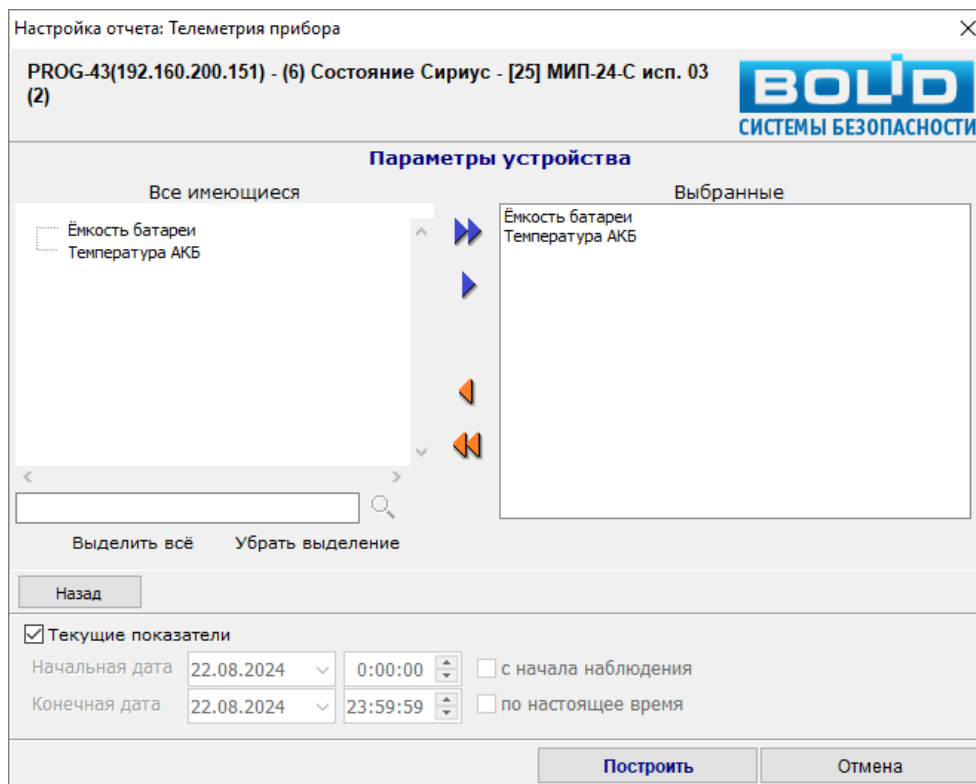 Настройка отчета: Телеметрия прибора
PROG-43(192.160.200.151) - (6) Состояние Сириус - [25] МИП-24-С исп. 03
(2)
BOLID
СИСТЕМЫ БЕЗОПАСНОСТИ
Параметры устройства
Все имеющиеся
Выбранные
Ёмкость батареи
Температура АКБ
Ёмкость батареи
Температура АКБ
Выделить всё Убрать выделение
Назад
Текущие показатели
Начальная дата 22.08.2024 0:00:00 с начала наблюдения
Конечная дата 22.08.2024 23:59:59 по настоящее время
Построить Отмена